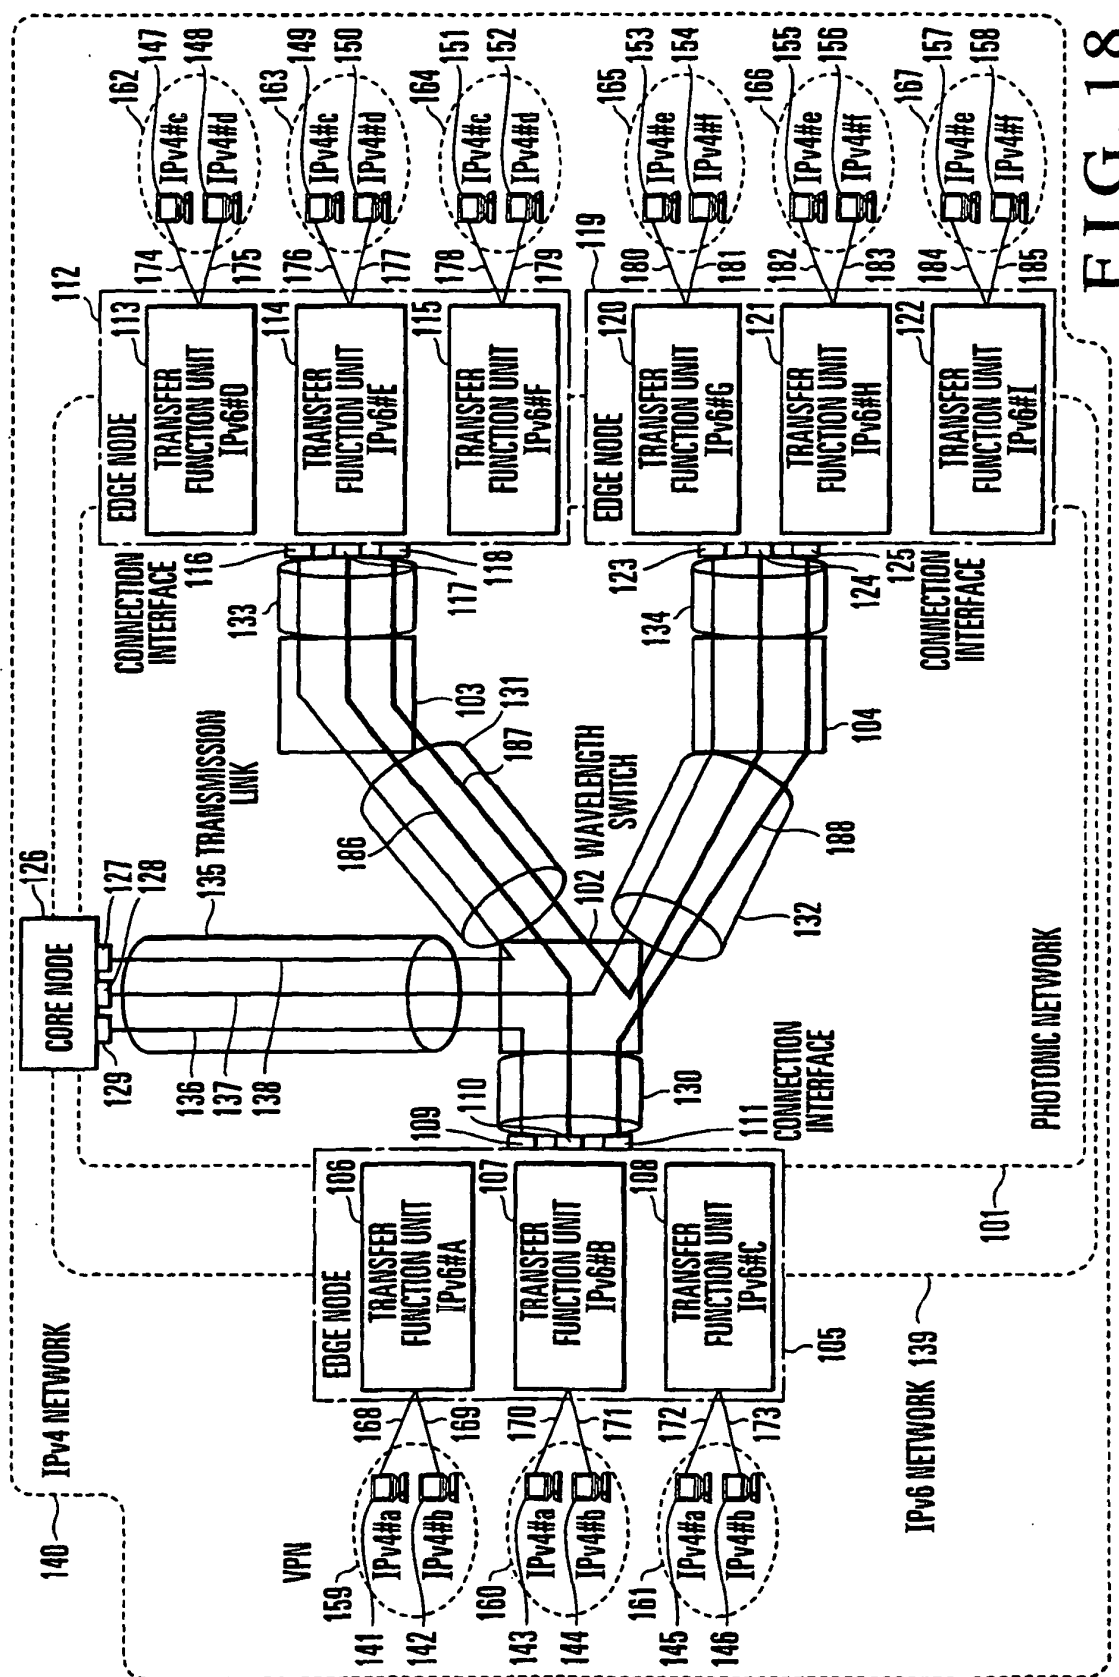 FIG. 18
140
IPv4 NETWORK
126
CORE NODE
127
128
129
135 TRANSMISSION
LINK
136
137
138
112
EDGE NODE
113
TRANSFER
FUNCTION UNIT
IPv6#D
114
TRANSFER
FUNCTION UNIT
IPv6#E
115
TRANSFER
FUNCTION UNIT
IPv6#F
174
175
176
177
178
179
162
147
IPv4#c
148
IPv4#d
163
149
IPv4#c
150
IPv4#d
164
151
IPv4#c
152
IPv4#d
CONNECTION
INTERFACE
116
117
118
133
103
131
187
186
102 WAVELENGTH
SWITCH
VPN
159
141
IPv4#a
142
IPv4#b
160
143
IPv4#a
144
IPv4#b
161
145
IPv4#a
146
IPv4#b
168
169
170
171
172
173
EDGE NODE
106
TRANSFER
FUNCTION UNIT
IPv6#A
107
TRANSFER
FUNCTION UNIT
IPv6#B
108
TRANSFER
FUNCTION UNIT
IPv6#C
105
109
110
111
CONNECTION
INTERFACE
130
132
188
104
134
123
124
125
CONNECTION
INTERFACE
119
EDGE NODE
120
TRANSFER
FUNCTION UNIT
IPv6#G
121
TRANSFER
FUNCTION UNIT
IPv6#H
122
TRANSFER
FUNCTION UNIT
IPv6#I
180
181
182
183
184
185
165
153
IPv4#e
154
IPv4#f
166
155
IPv4#e
156
IPv4#f
167
157
IPv4#e
158
IPv4#f
PHOTONIC NETWORK
101
IPv6 NETWORK 139